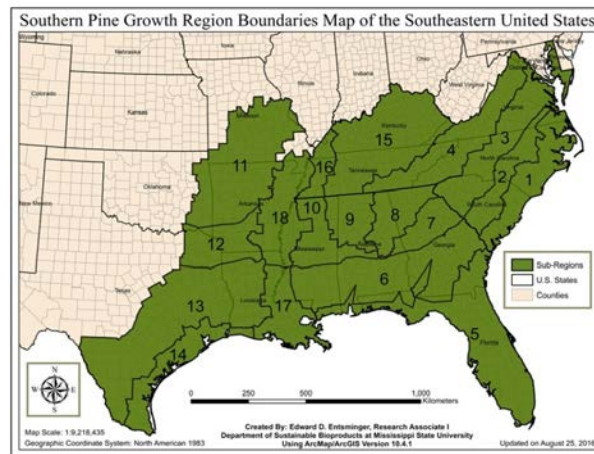 Southern Pine Growth Region Boundaries Map of the Southeastern United States
Wyoming
Nebraska
Iowa
Pennsylvania
New Jersey
Ohio
Indiana
Illinois
West Virginia
Colorado
Kansas
Missouri
Kentucky
Virginia
15
4
3
11
16
Tennessee
North Carolina
Oklahoma
2
1
New Mexico
Arkansas
18
10
9
8
7
South Carolina
12
Mississippi
Alabama
Georgia
Texas
6
Sub-Regions
U.S. States
Counties
13
Louisiana
17
5
Florida
14
N
W
E
S
0
250
500
1,000
Kilometers
Map Scale: 1:9,218,435
Geographic Coordinate System: North American 1983
Created By: Edward D. Entsminger, Research Associate I
Department of Sustainable Bioproducts at Mississippi State University
Using ArcMap/ArcGIS Version 10.4.1
Updated on August 25, 2016